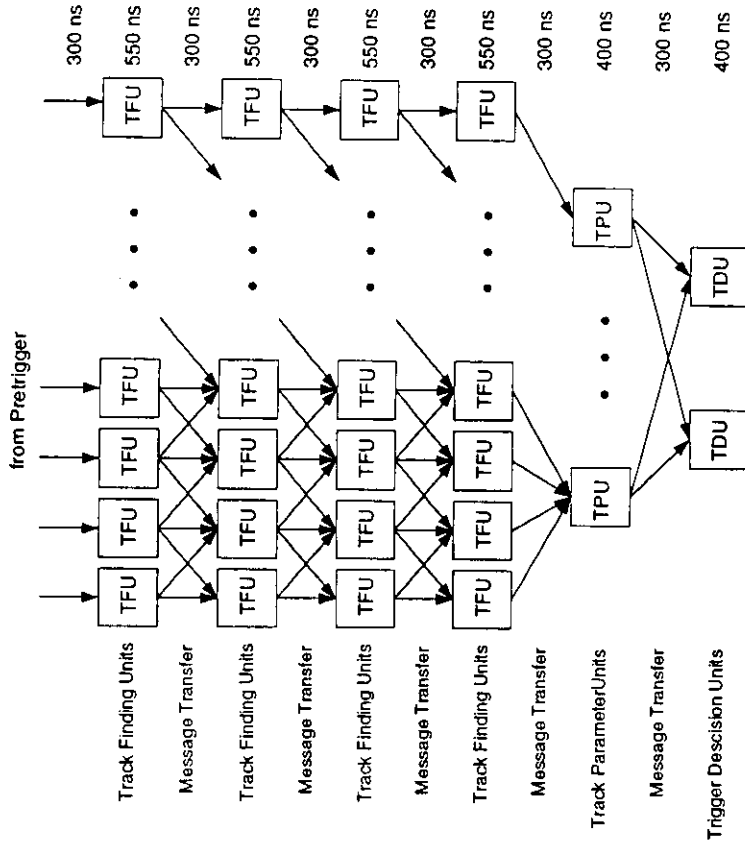 from Pretrigger
300 ns
Track Finding Units TFU TFU TFU TFU TFU 550 ns
Message Transfer 300 ns
Track Finding Units TFU TFU TFU TFU TFU 550 ns
Message Transfer 300 ns
Track Finding Units TFU TFU TFU TFU TFU 550 ns
Message Transfer 300 ns
Track Finding Units TFU TFU TFU TFU TFU 550 ns
Message Transfer 300 ns
Track ParameterUnits TPU TPU 400 ns
Message Transfer 300 ns
Trigger Descision Units TDU TDU 400 ns